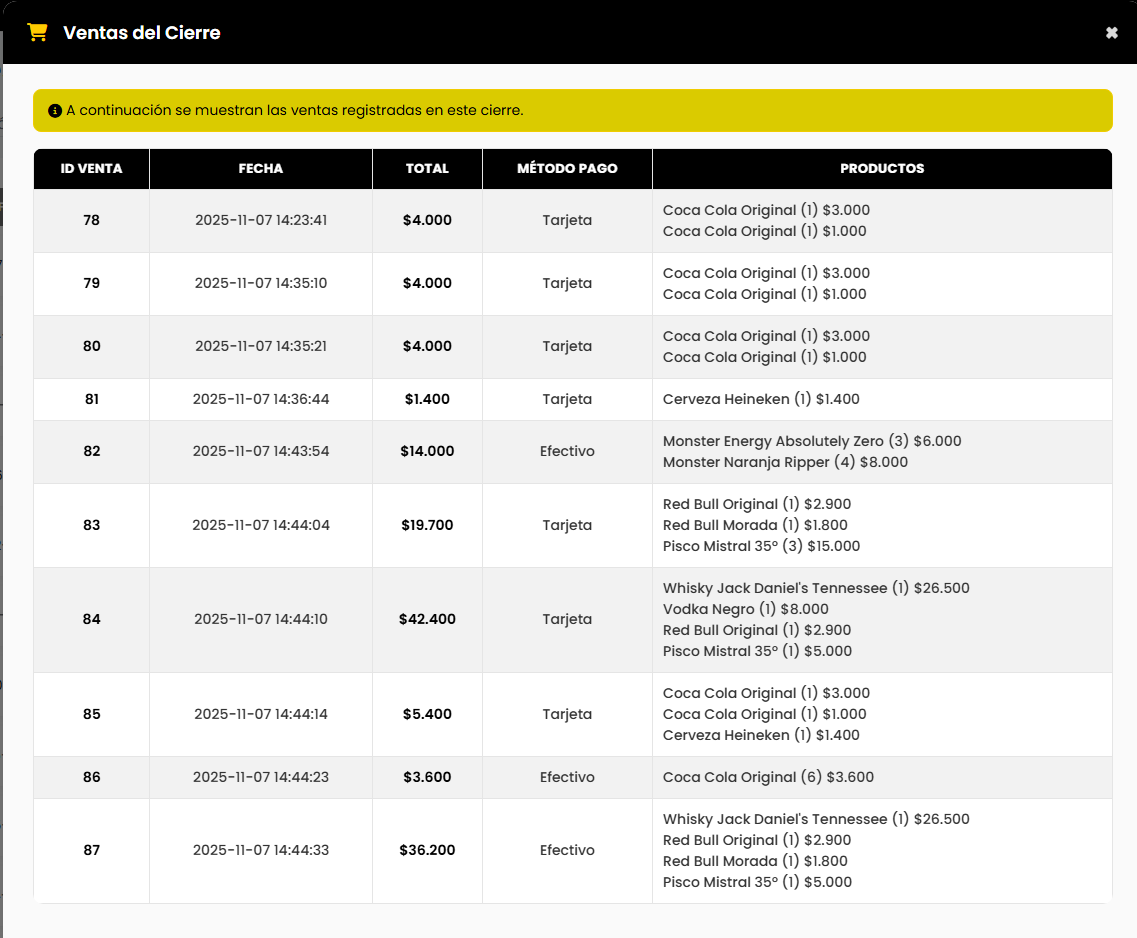 Ventas del Cierre
A continuación se muestran las ventas registradas en este cierre.
ID VENTA FECHA TOTAL MÉTODO PAGO PRODUCTOS
78 2025-11-07 14:23:41 $4.000 Tarjeta Coca Cola Original (1) $3.000
Coca Cola Original (1) $1.000
79 2025-11-07 14:35:10 $4.000 Tarjeta Coca Cola Original (1) $3.000
Coca Cola Original (1) $1.000
80 2025-11-07 14:35:21 $4.000 Tarjeta Coca Cola Original (1) $3.000
Coca Cola Original (1) $1.000
81 2025-11-07 14:36:44 $1.400 Tarjeta Cerveza Heineken (1) $1.400
82 2025-11-07 14:43:54 $14.000 Efectivo Monster Energy Absolutely Zero (3) $6.000
Monster Naranja Ripper (4) $8.000
83 2025-11-07 14:44:04 $19.700 Tarjeta Red Bull Original (1) $2.900
Red Bull Morada (1) $1.800
Pisco Mistral 35° (3) $15.000
84 2025-11-07 14:44:10 $42.400 Tarjeta Whisky Jack Daniel's Tennessee (1) $26.500
Vodka Negro (1) $8.000
Red Bull Original (1) $2.900
Pisco Mistral 35° (1) $5.000
85 2025-11-07 14:44:14 $5.400 Tarjeta Coca Cola Original (1) $3.000
Coca Cola Original (1) $1.000
Cerveza Heineken (1) $1.400
86 2025-11-07 14:44:23 $3.600 Efectivo Coca Cola Original (6) $3.600
87 2025-11-07 14:44:33 $36.200 Efectivo Whisky Jack Daniel's Tennessee (1) $26.500
Red Bull Original (1) $2.900
Red Bull Morada (1) $1.800
Pisco Mistral 35° (1) $5.000